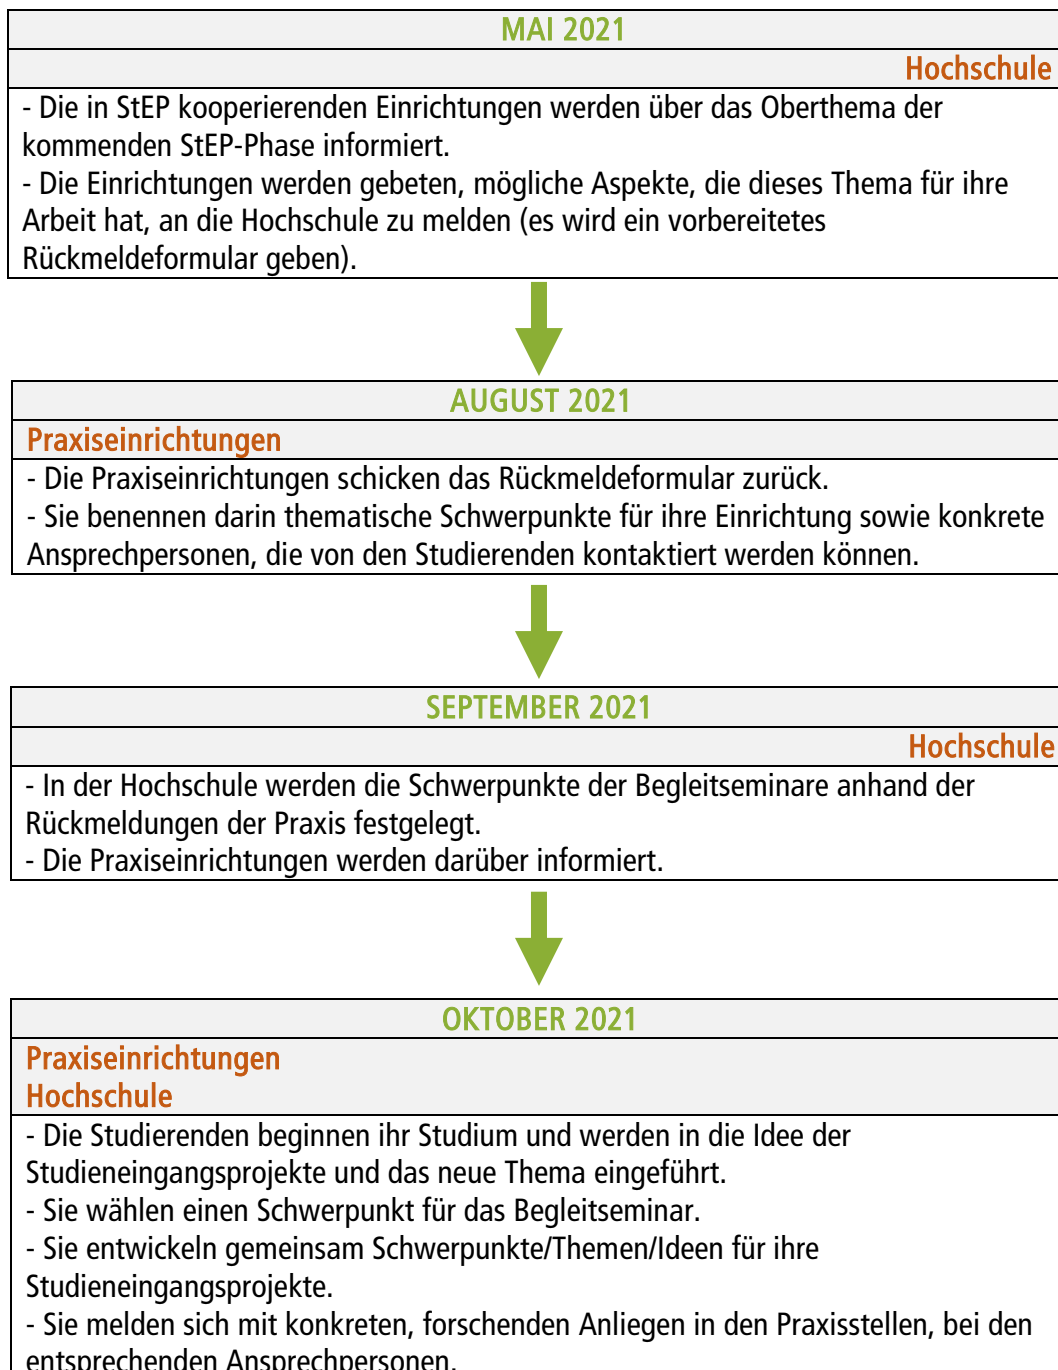 MAI 2021
Hochschule
- Die in StEP kooperierenden Einrichtungen werden über das Oberthema der
kommenden StEP-Phase informiert.
- Die Einrichtungen werden gebeten, mögliche Aspekte, die dieses Thema für ihre
Arbeit hat, an die Hochschule zu melden (es wird ein vorbereitetes
Rückmeldeformular geben).
AUGUST 2021
Praxiseinrichtungen
- Die Praxiseinrichtungen schicken das Rückmeldeformular zurück.
- Sie benennen darin thematische Schwerpunkte für ihre Einrichtung sowie konkrete
Ansprechpersonen, die von den Studierenden kontaktiert werden können.
SEPTEMBER 2021
Hochschule
- In der Hochschule werden die Schwerpunkte der Begleitseminare anhand der
Rückmeldungen der Praxis festgelegt.
- Die Praxiseinrichtungen werden darüber informiert.
OKTOBER 2021
Praxiseinrichtungen
Hochschule
- Die Studierenden beginnen ihr Studium und werden in die Idee der
Studieneingangsprojekte und das neue Thema eingeführt.
- Sie wählen einen Schwerpunkt für das Begleitseminar.
- Sie entwickeln gemeinsam Schwerpunkte/Themen/Ideen für ihre
Studieneingangsprojekte.
- Sie melden sich mit konkreten, forschenden Anliegen in den Praxisstellen, bei den
entsprechenden Ansprechpersonen.